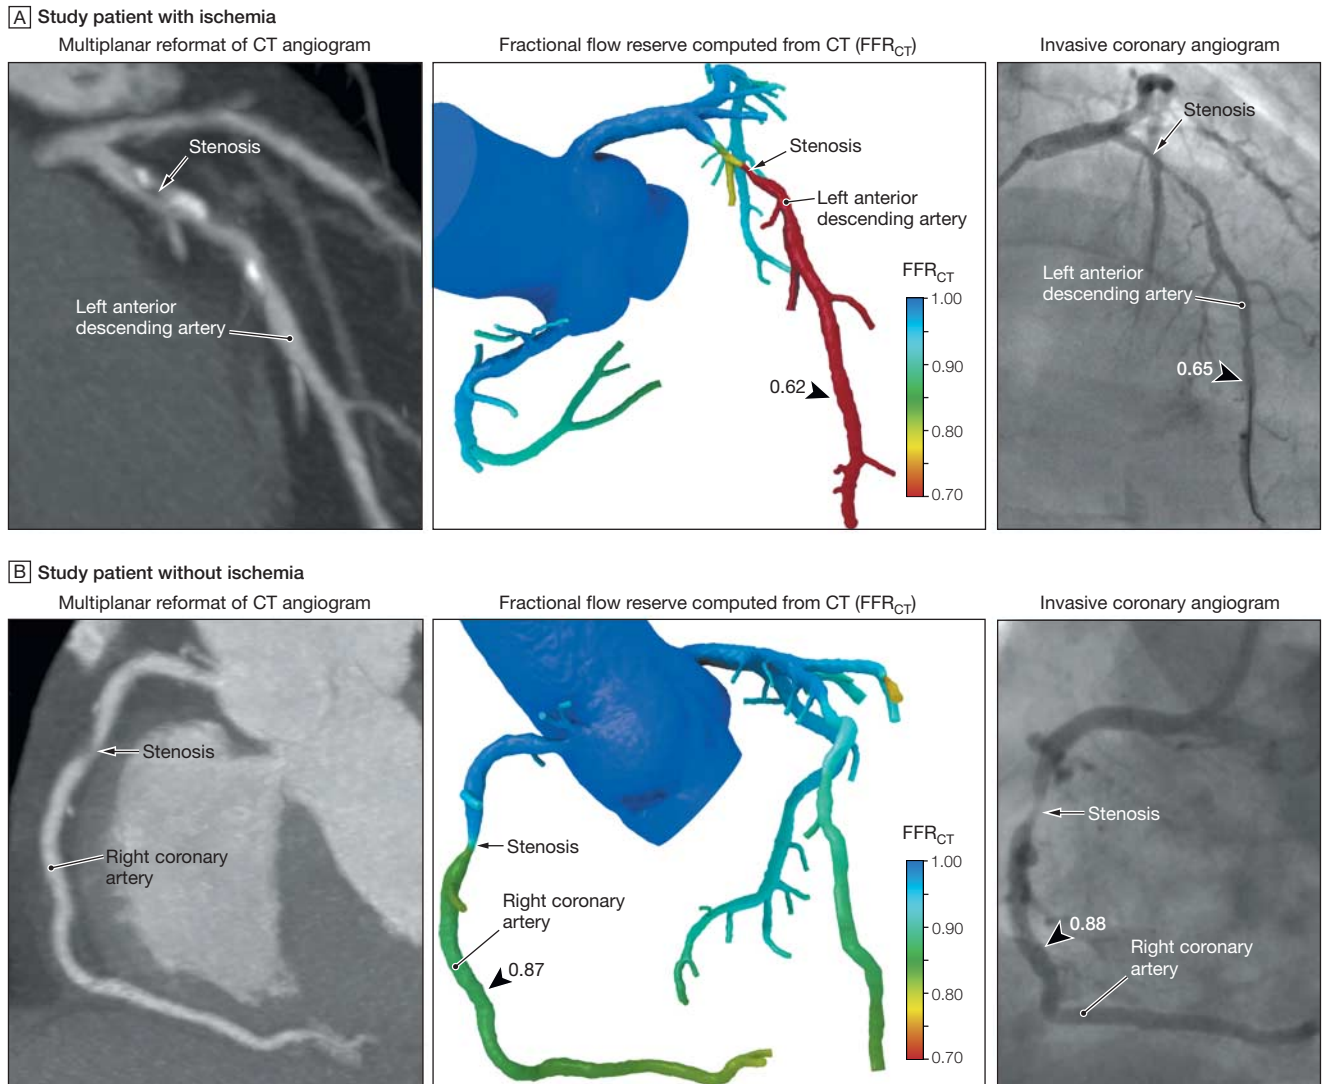 A Study patient with ischemia
Multiplanar reformat of CT angiogram
Stenosis
Left anterior
descending artery
Fractional flow reserve computed from CT (FFRCT)
Stenosis
Left anterior
descending artery
FFRCT
1.00
0.90
0.80
0.70
0.62
Invasive coronary angiogram
Stenosis
Left anterior
descending artery
0.65
B Study patient without ischemia
Multiplanar reformat of CT angiogram
Stenosis
Right coronary
artery
Fractional flow reserve computed from CT (FFRCT)
Stenosis
Right coronary
artery
0.87
FFRCT
1.00
0.90
0.80
0.70
Invasive coronary angiogram
Stenosis
0.88
Right coronary
artery